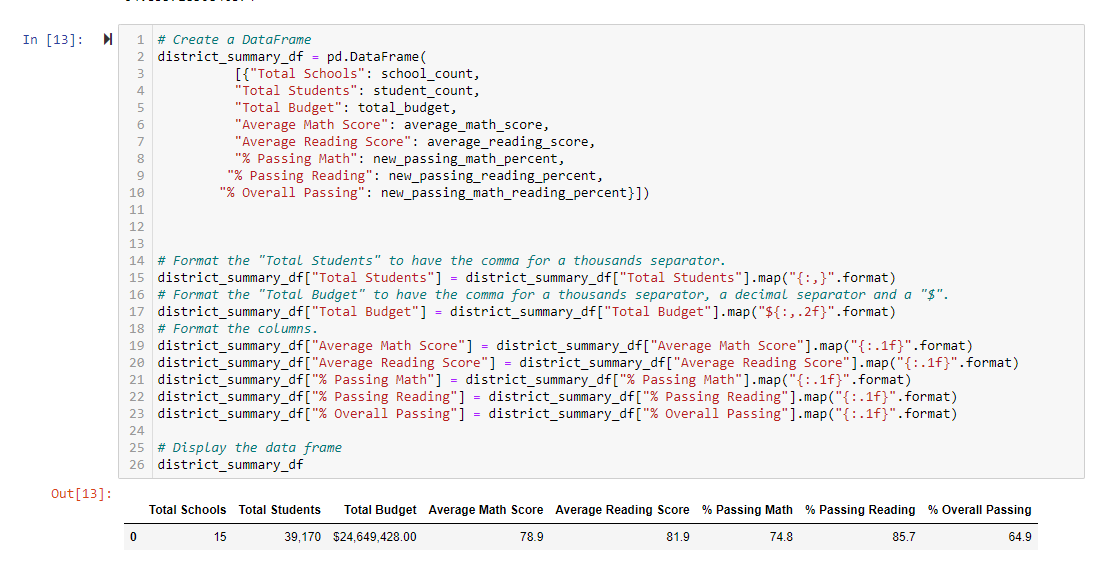 In [13]:
1 # Create a DataFrame
2 district_summary_df = pd.DataFrame(
3 [{"Total Schools": school_count,
4 "Total Students": student_count,
5 "Total Budget": total_budget,
6 "Average Math Score": average_math_score,
7 "Average Reading Score": average_reading_score,
8 "% Passing Math": new_passing_math_percent,
9 "% Passing Reading": new_passing_reading_percent,
10 "% Overall Passing": new_passing_math_reading_percent}])
11
12
13
14 # Format the "Total Students" to have the comma for a thousands separator.
15 district_summary_df["Total Students"] = district_summary_df["Total Students"].map("{:,}".format)
16 # Format the "Total Budget" to have the comma for a thousands separator, a decimal separator and a "$".
17 district_summary_df["Total Budget"] = district_summary_df["Total Budget"].map("${:,.2f}".format)
18 # Format the columns.
19 district_summary_df["Average Math Score"] = district_summary_df["Average Math Score"].map("{:.1f}".format)
20 district_summary_df["Average Reading Score"] = district_summary_df["Average Reading Score"].map("{:.1f}".format)
21 district_summary_df["% Passing Math"] = district_summary_df["% Passing Math"].map("{:.1f}".format)
22 district_summary_df["% Passing Reading"] = district_summary_df["% Passing Reading"].map("{:.1f}".format)
23 district_summary_df["% Overall Passing"] = district_summary_df["% Overall Passing"].map("{:.1f}".format)
24
25 # Display the data frame
26 district_summary_df
Out[13]:
Total Schools Total Students Total Budget Average Math Score Average Reading Score % Passing Math % Passing Reading % Overall Passing
0 15 39,170 $24,649,428.00 78.9 81.9 74.8 85.7 64.9